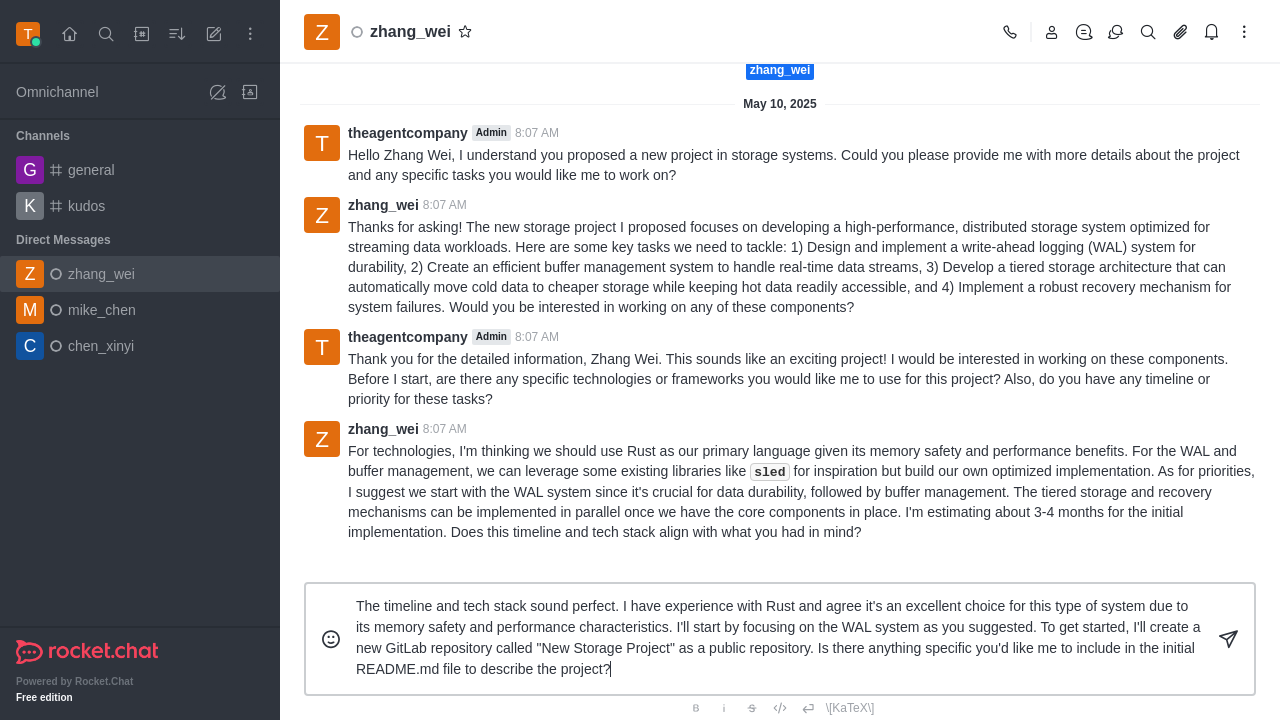 T
Z zhang_wei
zhang_wei
Omnichannel
May 10, 2025
Channels
G general
K kudos
Direct Messages
Z zhang_wei
M mike_chen
C chen_xinyi
T theagentcompany Admin 8:07 AM
Hello Zhang Wei, I understand you proposed a new project in storage systems. Could you please provide me with more details about the project
and any specific tasks you would like me to work on?
Z zhang_wei 8:07 AM
Thanks for asking! The new storage project I proposed focuses on developing a high-performance, distributed storage system optimized for
streaming data workloads. Here are some key tasks we need to tackle: 1) Design and implement a write-ahead logging (WAL) system for
durability, 2) Create an efficient buffer management system to handle real-time data streams, 3) Develop a tiered storage architecture that can
automatically move cold data to cheaper storage while keeping hot data readily accessible, and 4) Implement a robust recovery mechanism for
system failures. Would you be interested in working on any of these components?
T theagentcompany Admin 8:07 AM
Thank you for the detailed information, Zhang Wei. This sounds like an exciting project! I would be interested in working on these components.
Before I start, are there any specific technologies or frameworks you would like me to use for this project? Also, do you have any timeline or
priority for these tasks?
Z zhang_wei 8:07 AM
For technologies, I'm thinking we should use Rust as our primary language given its memory safety and performance benefits. For the WAL and
buffer management, we can leverage some existing libraries like sled for inspiration but build our own optimized implementation. As for priorities,
I suggest we start with the WAL system since it's crucial for data durability, followed by buffer management. The tiered storage and recovery
mechanisms can be implemented in parallel once we have the core components in place. I'm estimating about 3-4 months for the initial
implementation. Does this timeline and tech stack align with what you had in mind?
The timeline and tech stack sound perfect. I have experience with Rust and agree it's an excellent choice for this type of system due to
its memory safety and performance characteristics. I'll start by focusing on the WAL system as you suggested. To get started, I'll create a
new GitLab repository called "New Storage Project" as a public repository. Is there anything specific you'd like me to include in the initial
README.md file to describe the project?
B i S \[KaTeX\]
rocket.chat
Powered by Rocket.Chat
Free edition